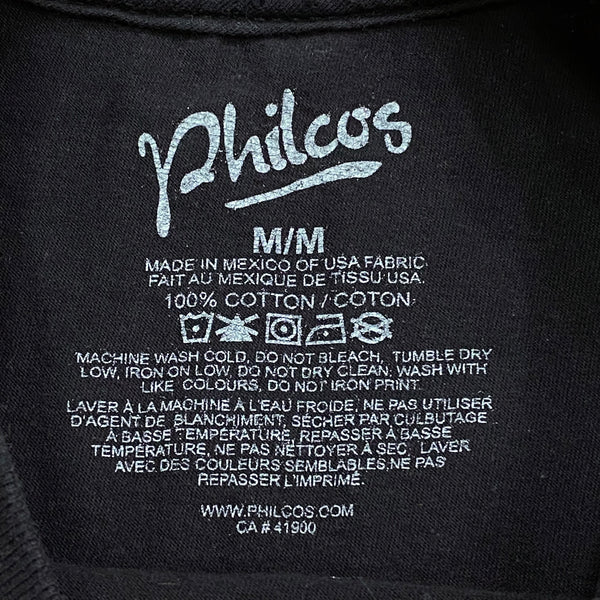 Philcos
M/M
MADE IN MEXICO OF USA FABRIC
FAIT AU MEXIQUE DE TISSU USA.
100% COTTON / COTON
MACHINE WASH COLD, DO NOT BLEACH, TUMBLE DRY
LOW, IRON ON LOW, DO NOT DRY CLEAN, WASH WITH
LIKE COLOURS, DO NOT IRON PRINT.
LAVER À LA MACHINE À L'EAU FROIDE, NE PAS UTILISER
D'AGENT DE BLANCHIMENT, SÉCHER PAR CULBUTAGE
À BASSE TEMPÉRATURE, REPASSER À BASSE
TEMPÉRATURE, NE PAS NETTOYER À SEC, LAVER
AVEC DES COULEURS SEMBLABLES, NE PAS
REPASSER L'IMPRIMÉ.
WWW.PHILCOS.COM
CA # 41900